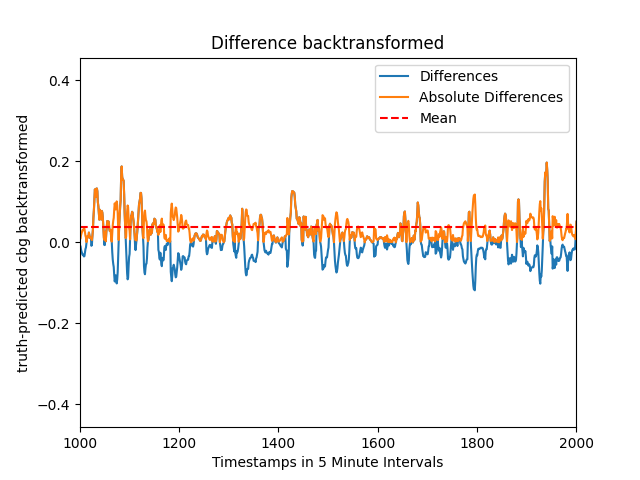 Difference backtransformed
truth-predicted cbg backtransformed
0.4
0.2
0.0
−0.2
−0.4
Differences
Absolute Differences
Mean
1000 1200 1400 1600 1800 2000
Timestamps in 5 Minute Intervals